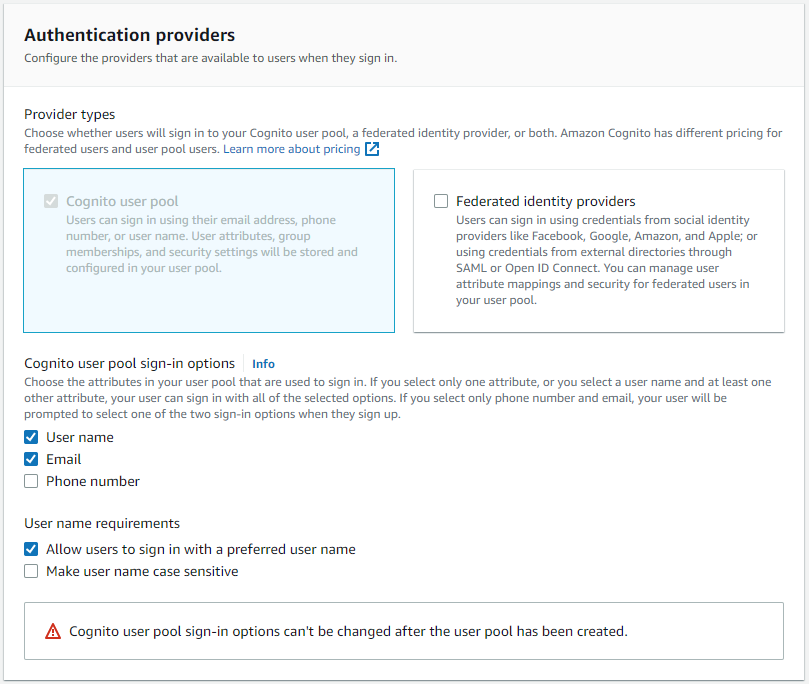 Authentication providers
Configure the providers that are available to users when they sign in.
Provider types
Choose whether users will sign in to your Cognito user pool, a federated identity provider, or both. Amazon Cognito has different pricing for
federated users and user pool users. Learn more about pricing
Cognito user pool
Users can sign in using their email address, phone
number, or user name. User attributes, group
memberships, and security settings will be stored and
configured in your user pool.
Federated identity providers
Users can sign in using credentials from social identity
providers like Facebook, Google, Amazon, and Apple; or
using credentials from external directories through
SAML or Open ID Connect. You can manage user
attribute mappings and security for federated users in
your user pool.
Cognito user pool sign-in options Info
Choose the attributes in your user pool that are used to sign in. If you select only one attribute, or you select a user name and at least one
other attribute, your user can sign in with all of the selected options. If you select only phone number and email, your user will be
prompted to select one of the two sign-in options when they sign up.
User name
Email
Phone number
User name requirements
Allow users to sign in with a preferred user name
Make user name case sensitive
Cognito user pool sign-in options can't be changed after the user pool has been created.